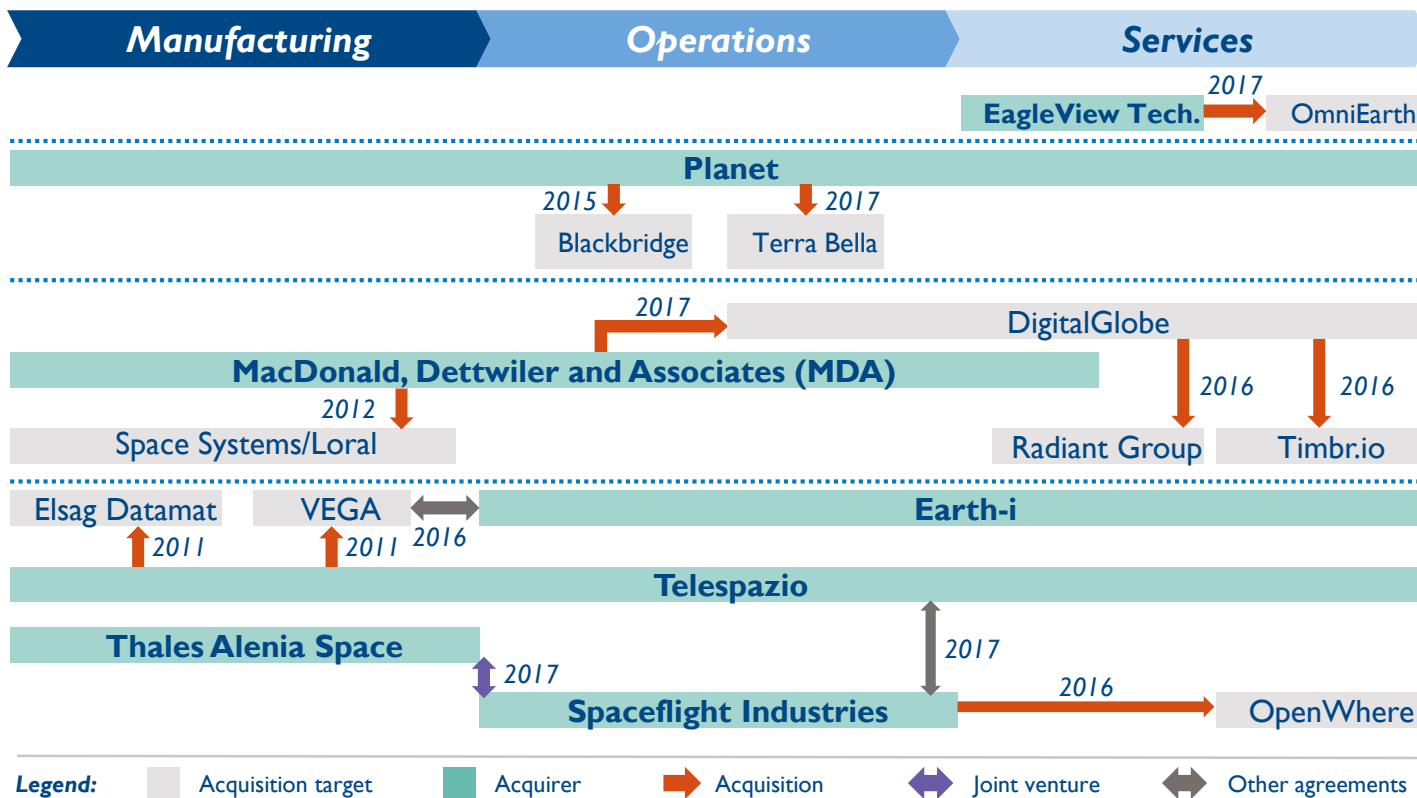 Manufacturing
Operations
Services
2017
EagleView Tech.
OmniEarth
Planet
2015
2017
Blackbridge
Terra Bella
2017
DigitalGlobe
MacDonald, Dettwiler and Associates (MDA)
2012
2016
2016
Space Systems/Loral
Radiant Group
Timbr.io
Elsag Datamat
VEGA
Earth-i
2016
2011
2011
Telespazio
Thales Alenia Space
2017
2017
2016
Spaceflight Industries
OpenWhere
Legend:
Acquisition target
Acquirer
Acquisition
Joint venture
Other agreements